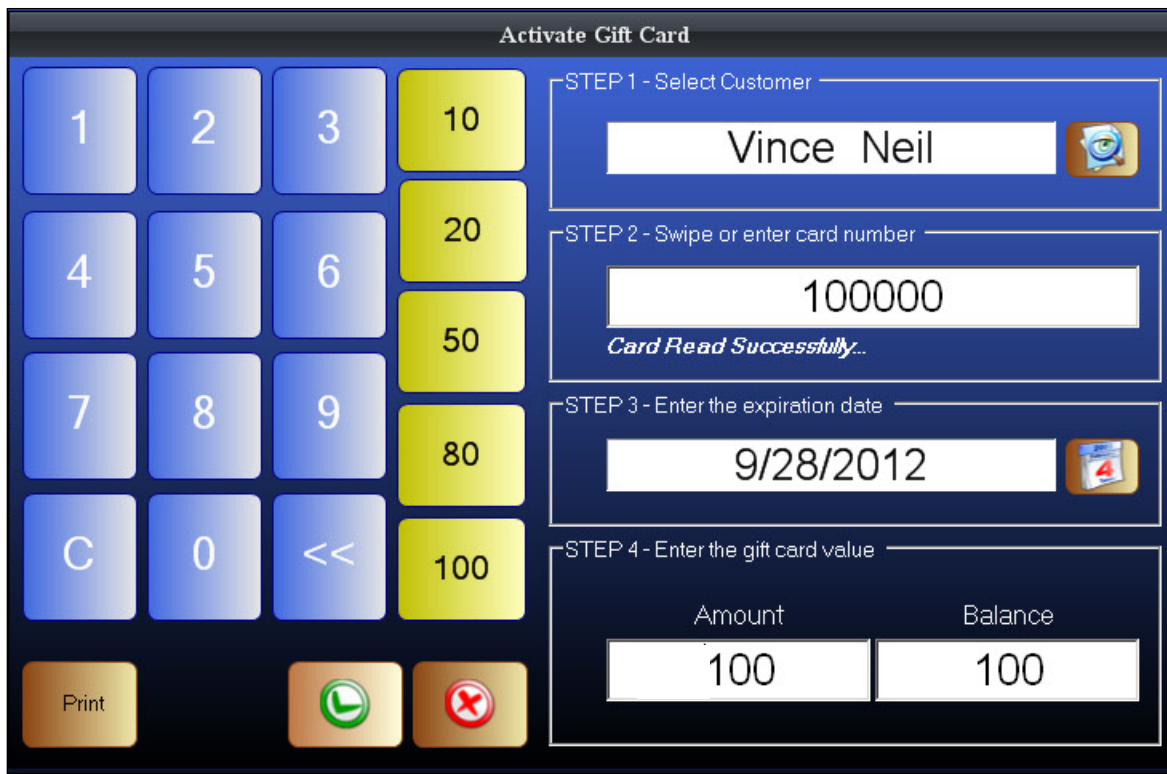 Activate Gift Card
1 2 3
4 5 6
7 8 9
C 0 <<
10
20
50
80
100
Print
STEP 1 - Select Customer
Vince Neil
STEP 2 - Swipe or enter card number
100000
Card Read Successfully...
STEP 3 - Enter the expiration date
9/28/2012
4
STEP 4 - Enter the gift card value
Amount Balance
100 100